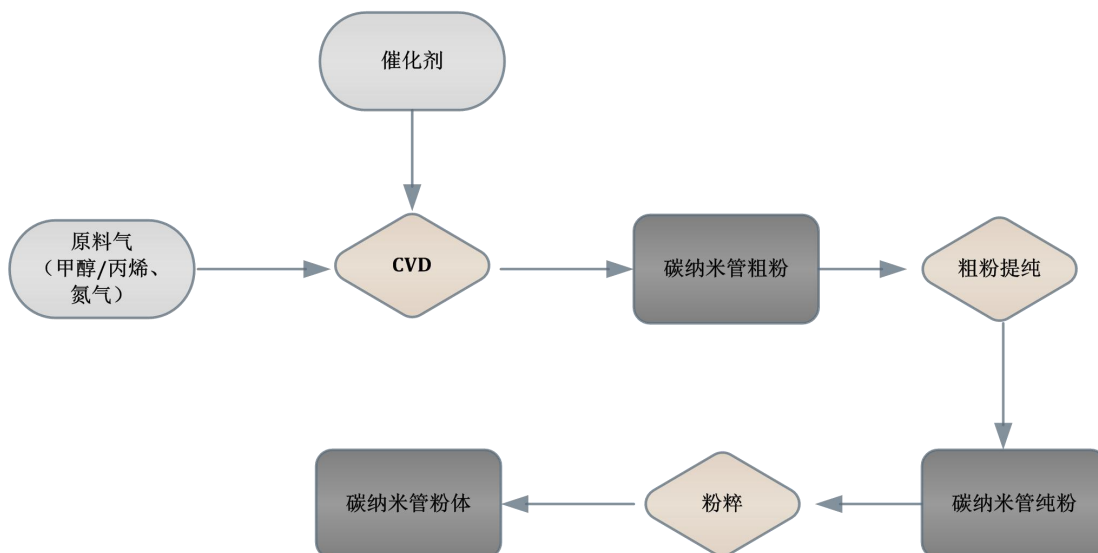 催化剂
原料气
（甲醇/丙烯、
氮气）
CVD
碳纳米管粗粉
粗粉提纯
碳纳米管粉体
粉粹
碳纳米管纯粉